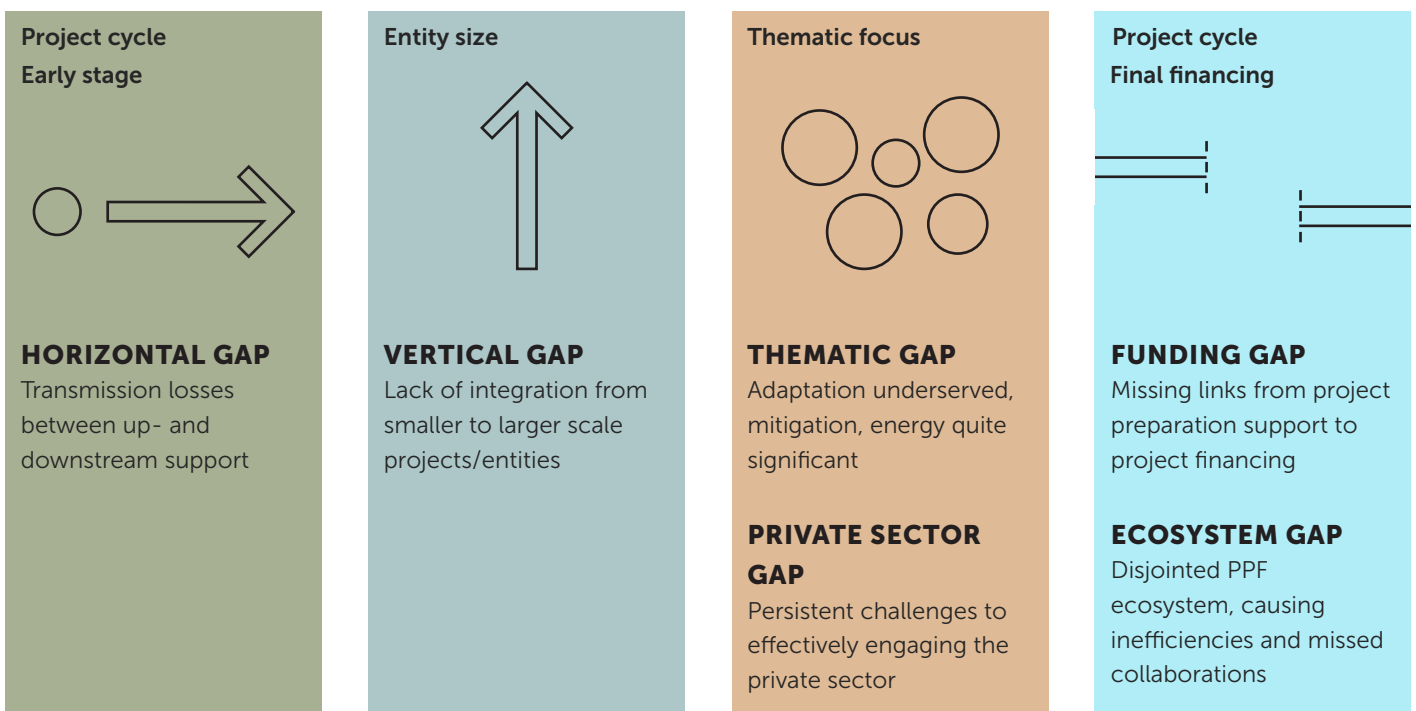 Project cycle
Early stage
HORIZONTAL GAP
Transmission losses
between up- and
downstream support
Entity size
VERTICAL GAP
Lack of integration from
smaller to larger scale
projects/entities
Thematic focus
THEMATIC GAP
Adaptation underserved,
mitigation, energy quite
significant
PRIVATE SECTOR
GAP
Persistent challenges to
effectively engaging the
private sector
Project cycle
Final financing
FUNDING GAP
Missing links from project
preparation support to
project financing
ECOSYSTEM GAP
Disjointed PPF
ecosystem, causing
inefficiencies and missed
collaborations